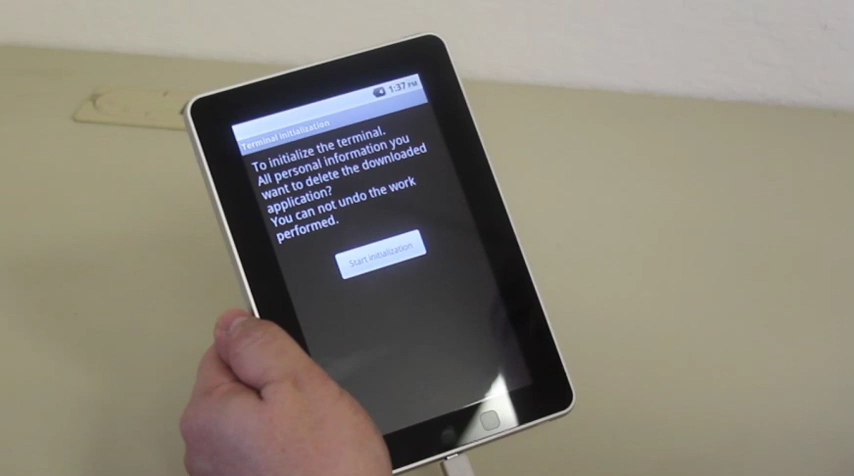 1:37 PM
Terminal initialization
To initialize the terminal.
All personal information you
want to delete the downloaded
application?
You can not undo the work
performed.
Start initialization